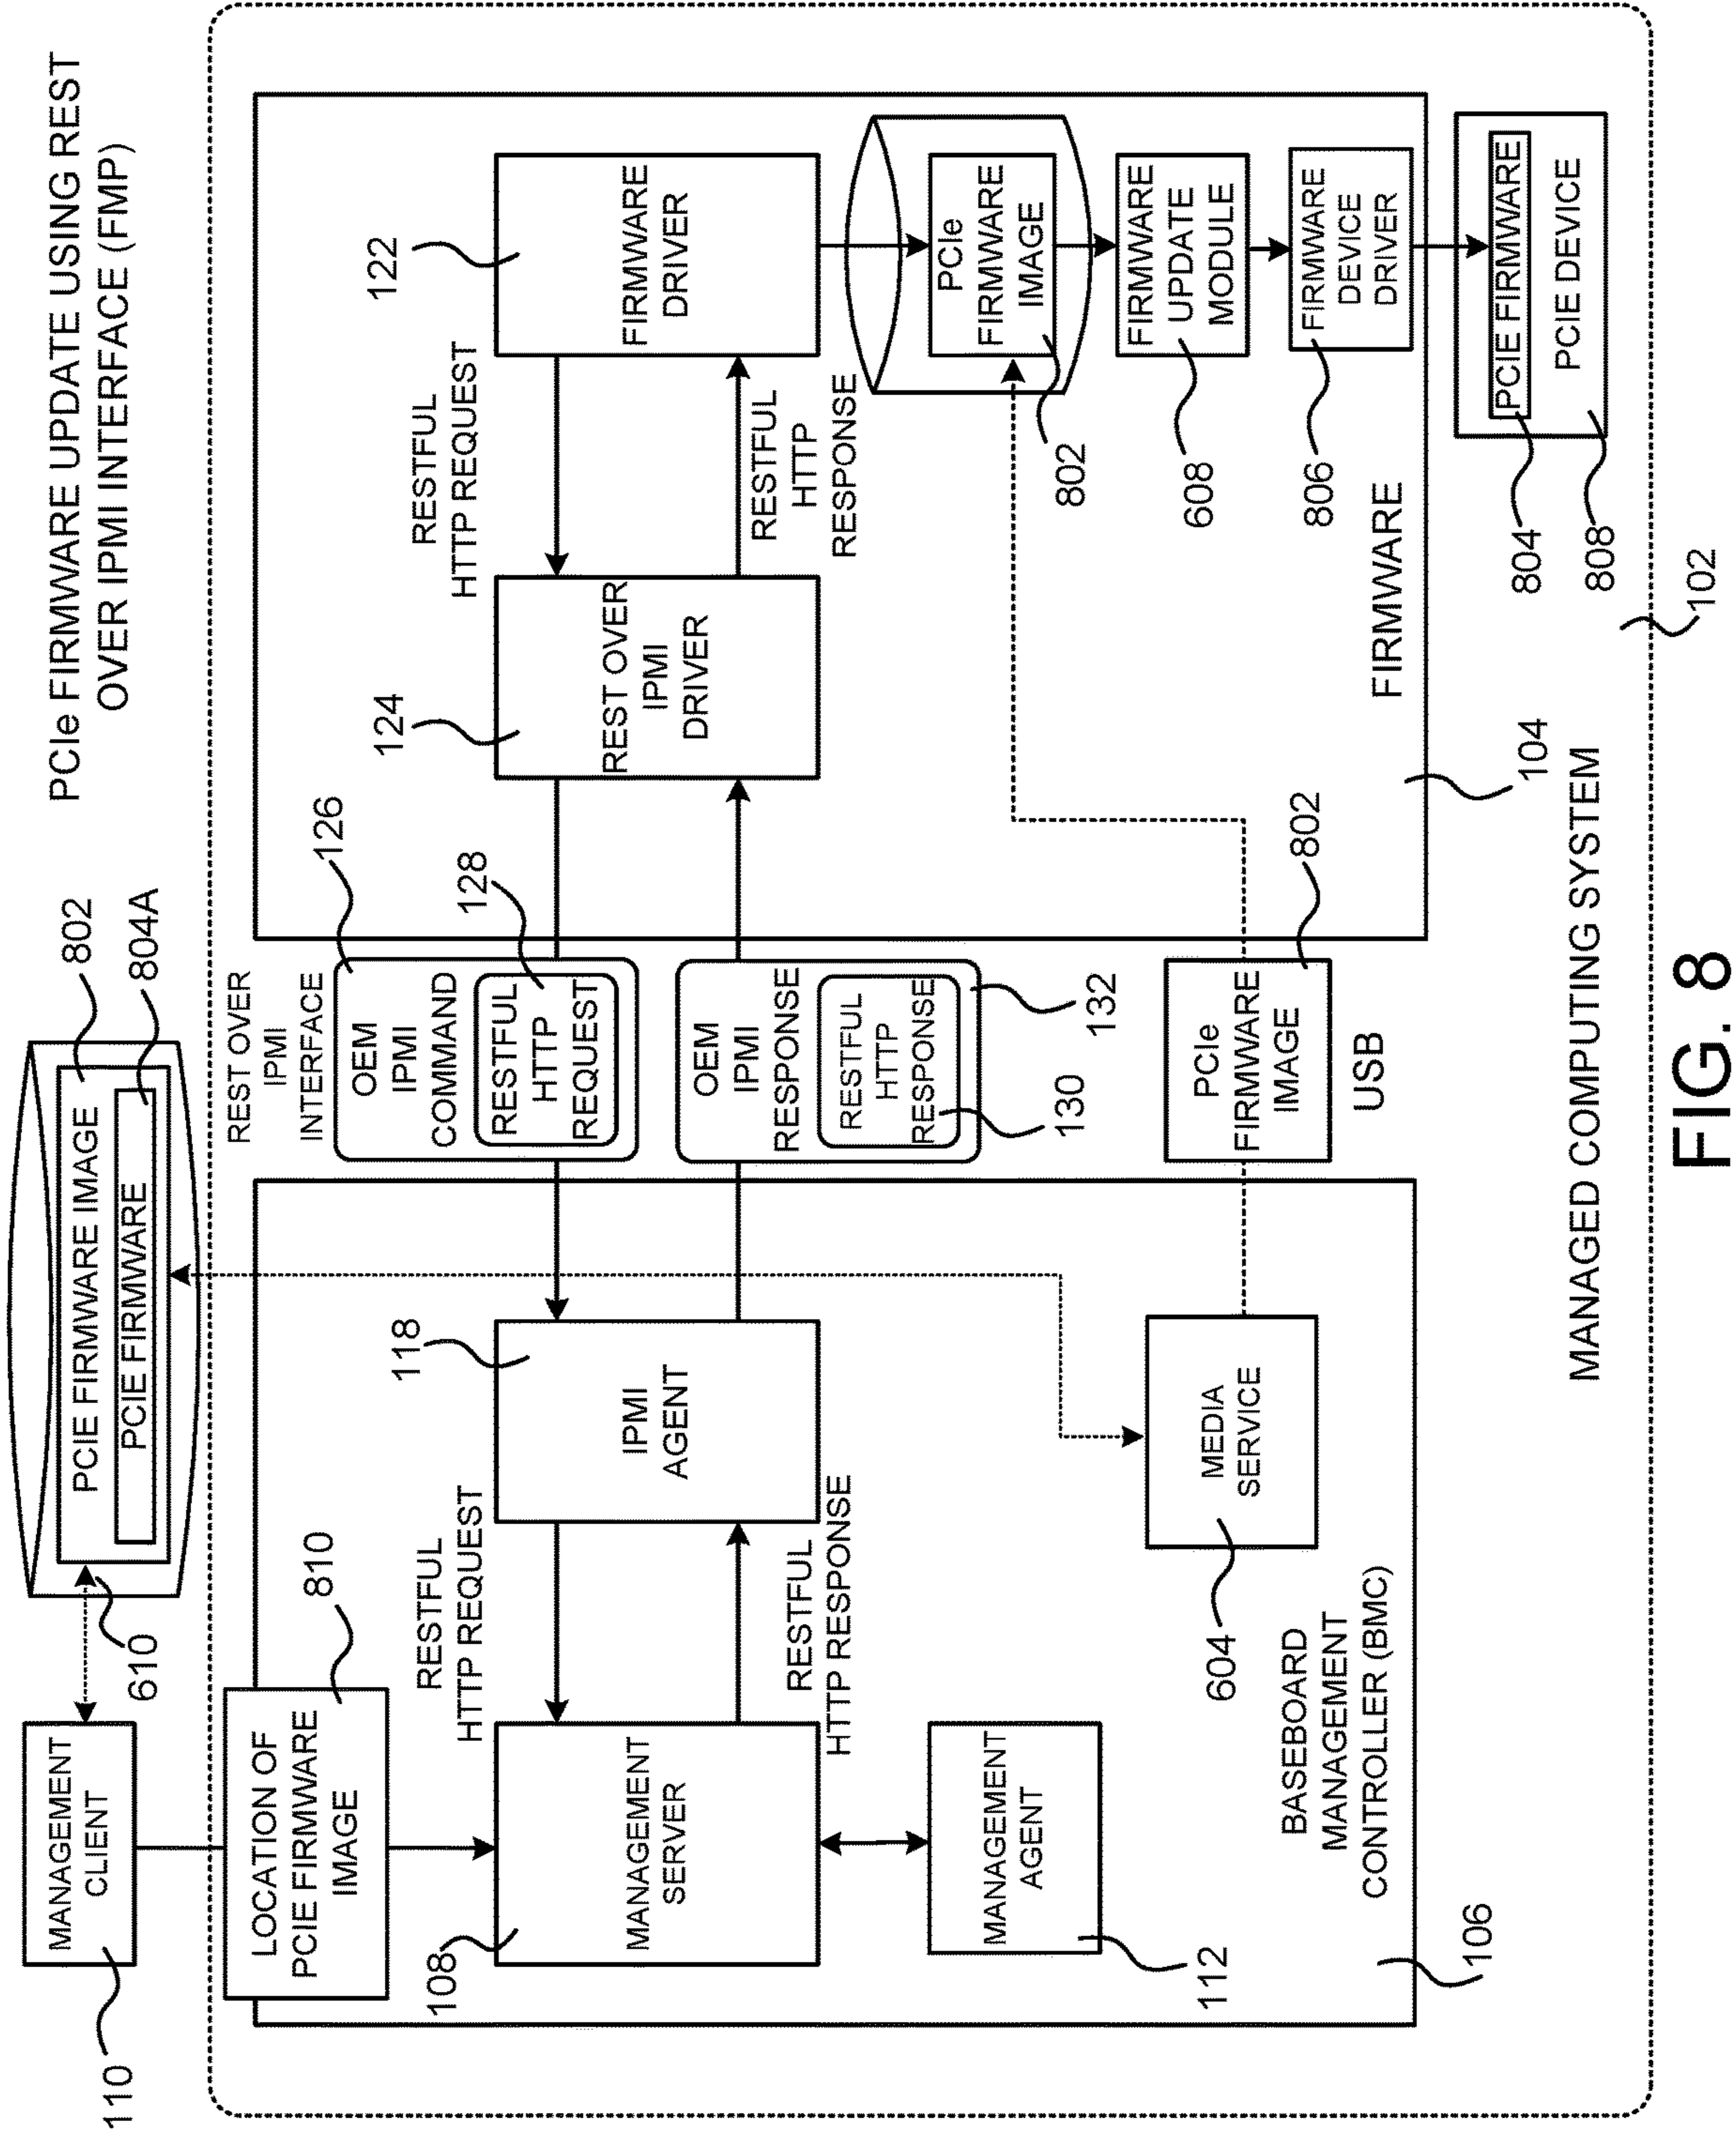 PCIe FIRMWARE UPDATE USING REST
OVER IPMI INTERFACE (FMP)
110
MANAGEMENT
CLIENT
610
PCIE FIRMWARE IMAGE
PCIE FIRMWARE
802
804A
LOCATION OF
PCIE FIRMWARE
IMAGE
810
REST OVER
IPMI
INTERFACE
126
OEM
IPMI
COMMAND
128
RESTFUL
HTTP
REQUEST
108
MANAGEMENT
SERVER
RESTFUL
HTTP REQUEST
118
IPMI
AGENT
RESTFUL
HTTP RESPONSE
OEM
IPMI
RESPONSE
RESTFUL
HTTP
RESPONSE
130
132
124
REST OVER
IPMI
DRIVER
RESTFUL
HTTP REQUEST
122
FIRMWARE
DRIVER
RESTFUL
HTTP
RESPONSE
PCIe
FIRMWARE
IMAGE
802
MANAGEMENT
AGENT
112
MEDIA
SERVICE
604
PCIe
FIRMWARE
IMAGE
802
USB
FIRMWARE
UPDATE
MODULE
608
FIRMWARE
DEVICE
DRIVER
806
BASEBOARD
MANAGEMENT
CONTROLLER (BMC)
106
FIRMWARE
104
PCIE FIRMWARE
PCIE DEVICE
804
808
MANAGED COMPUTING SYSTEM
102
FIG. 8